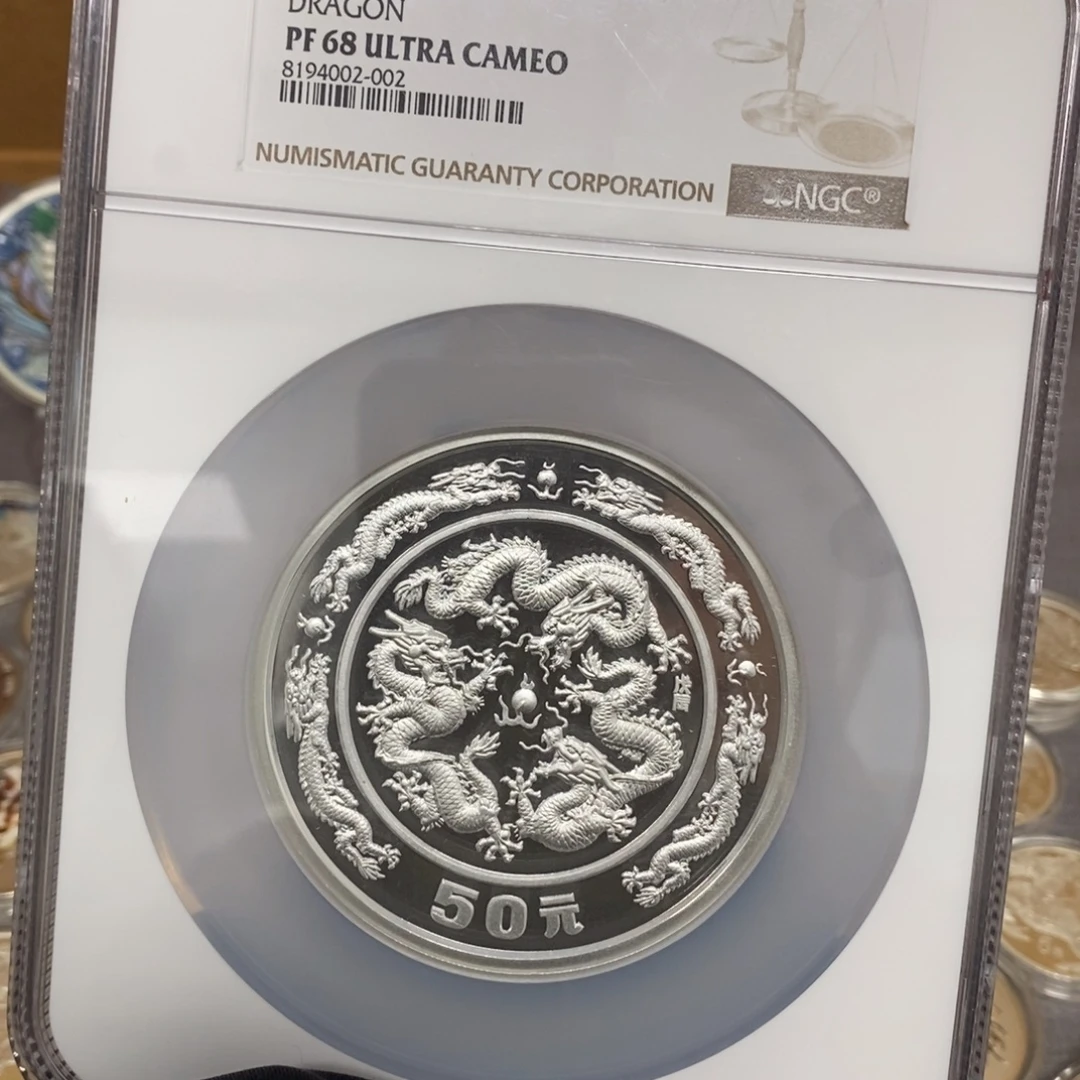 DRAGON
PF 68 ULTRA CAMEO
8194002-002
NUMISMATIC GUARANTY CORPORATION
NGC®
50元